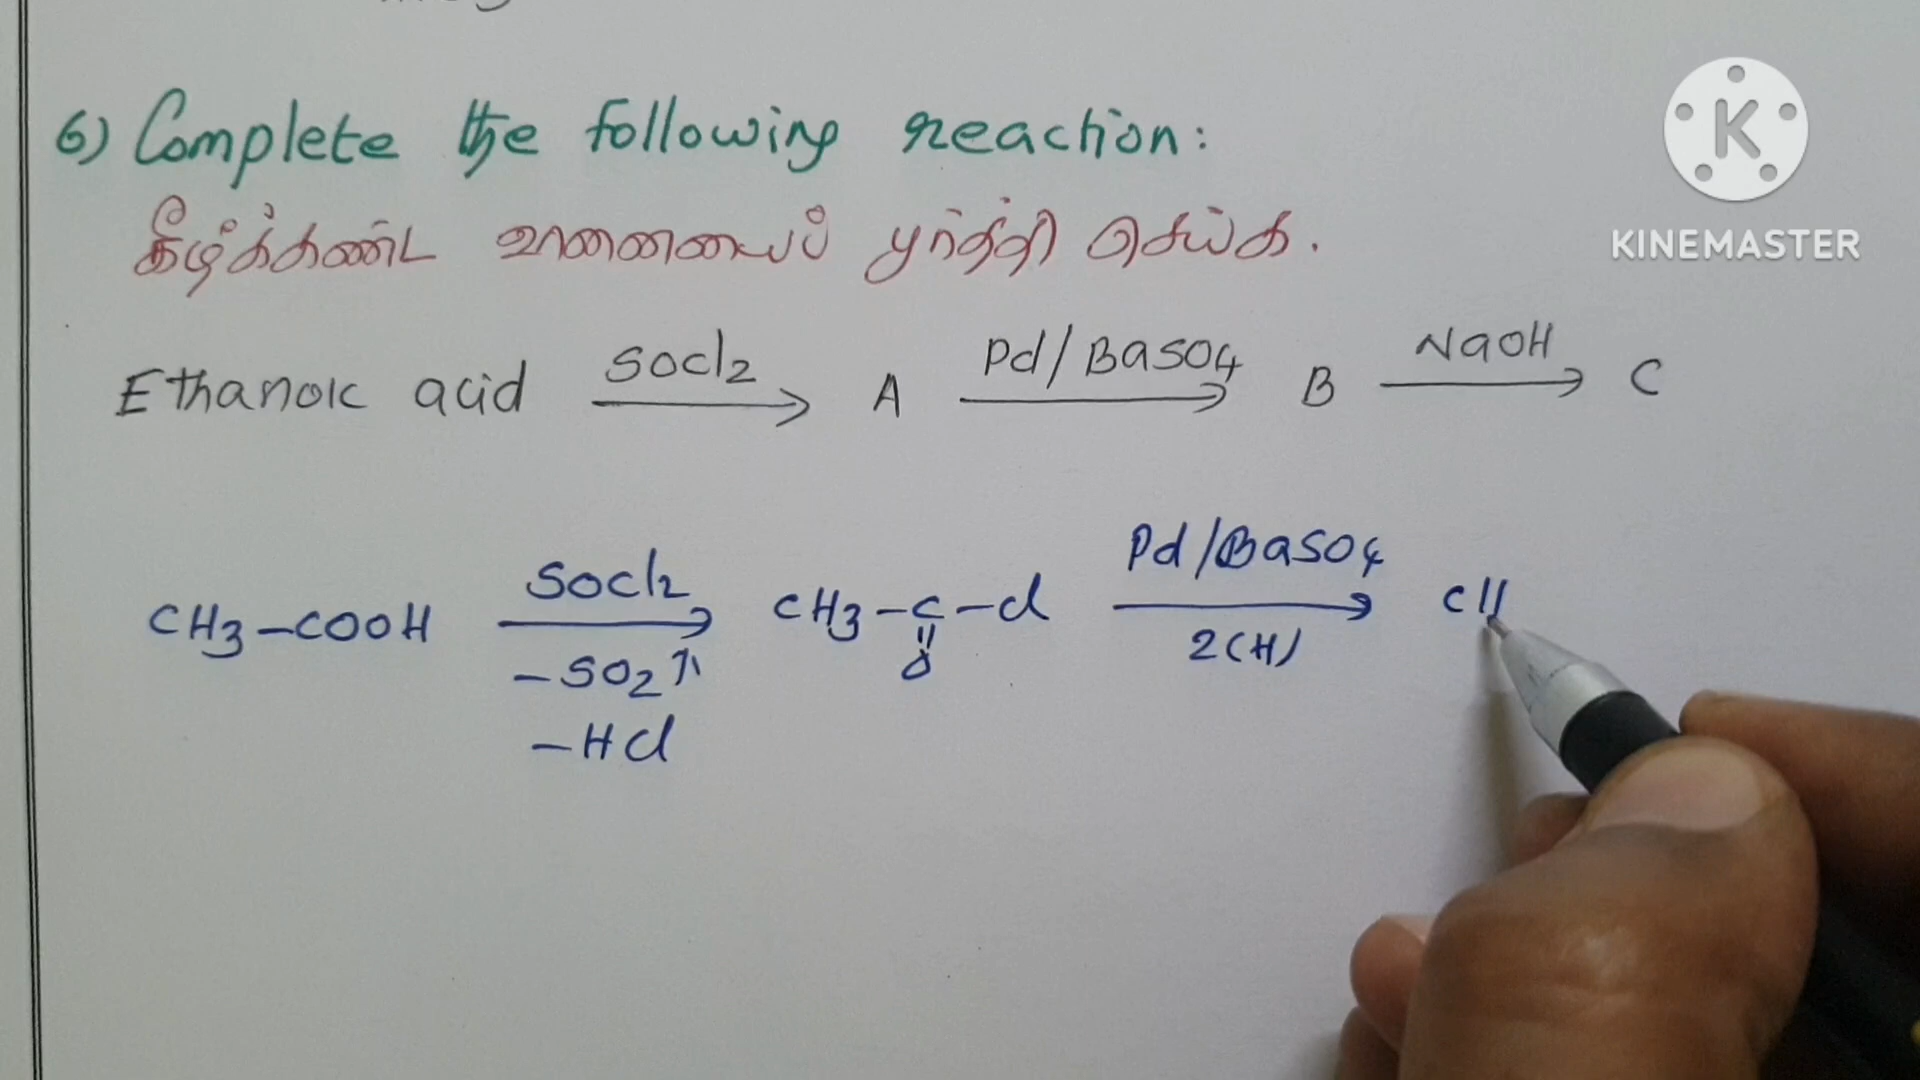 6) Complete the following reaction:
கீழ்க்கண்ட வினையைப் பூர்த்தி செய்க.
Ethanoic acid SOCl2 A Pd/BaSO4 B NaOH C
CH3-COOH SOCl2 CH3-C-Cl Pd/BaSO4 CH
-SO2↑ O 2(H)
-HCl
KINEMASTER